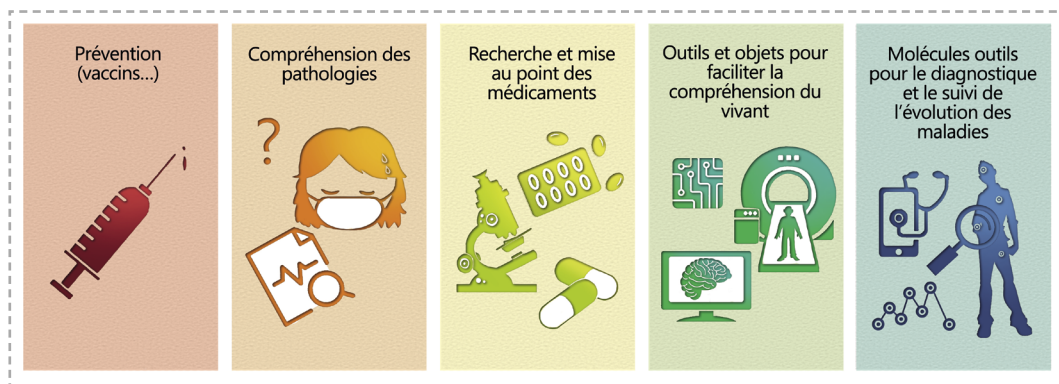 Prévention
(vaccins...)
Compréhension des
pathologies
Recherche et mise
au point des
médicaments
Outils et objets pour
faciliter la
compréhension du
vivant
Molécules outils
pour le diagnostique
et le suivi de
l'évolution des
maladies
?